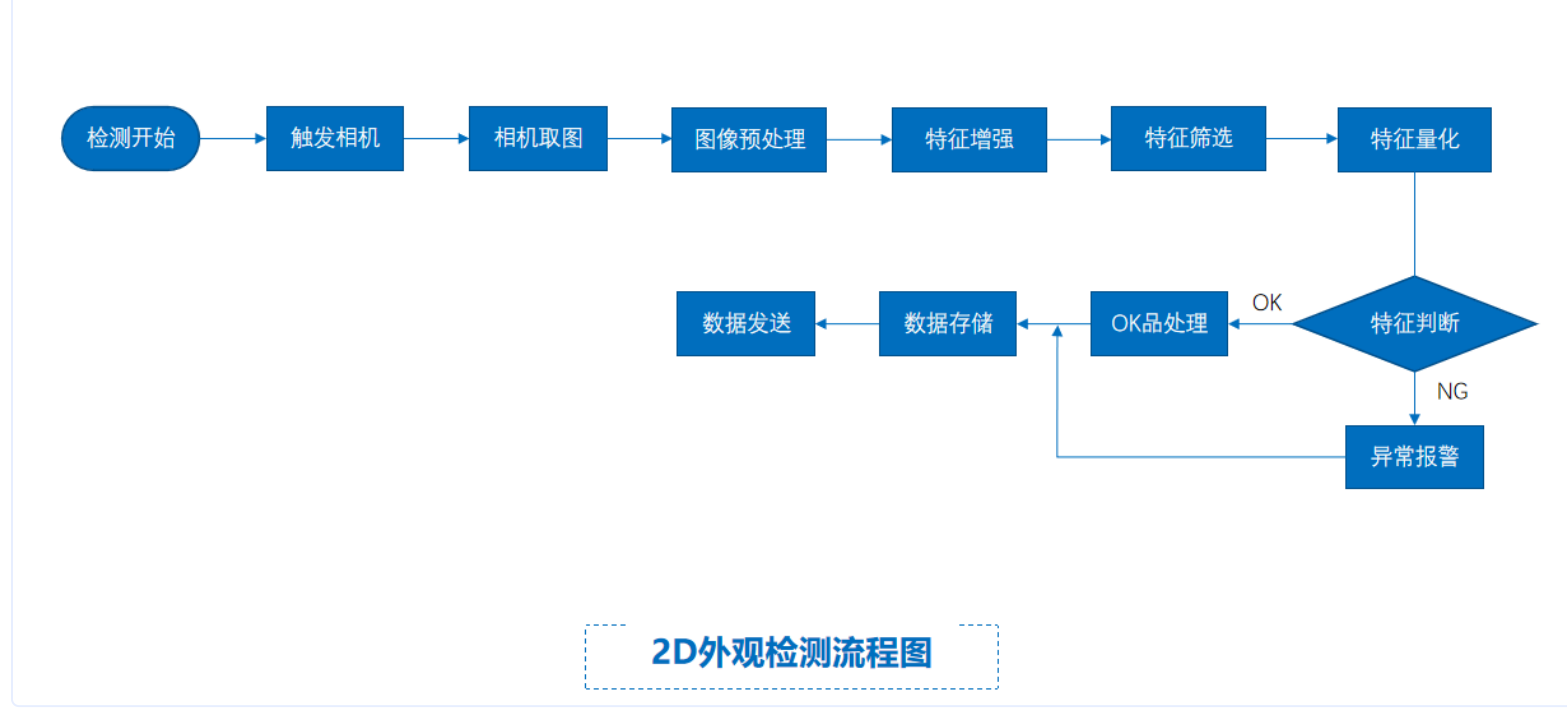 检测开始
触发相机
相机取图
图像预处理
特征增强
特征筛选
特征量化
数据发送
数据存储
OK品处理
OK
特征判断
NG
异常报警
2D外观检测流程图